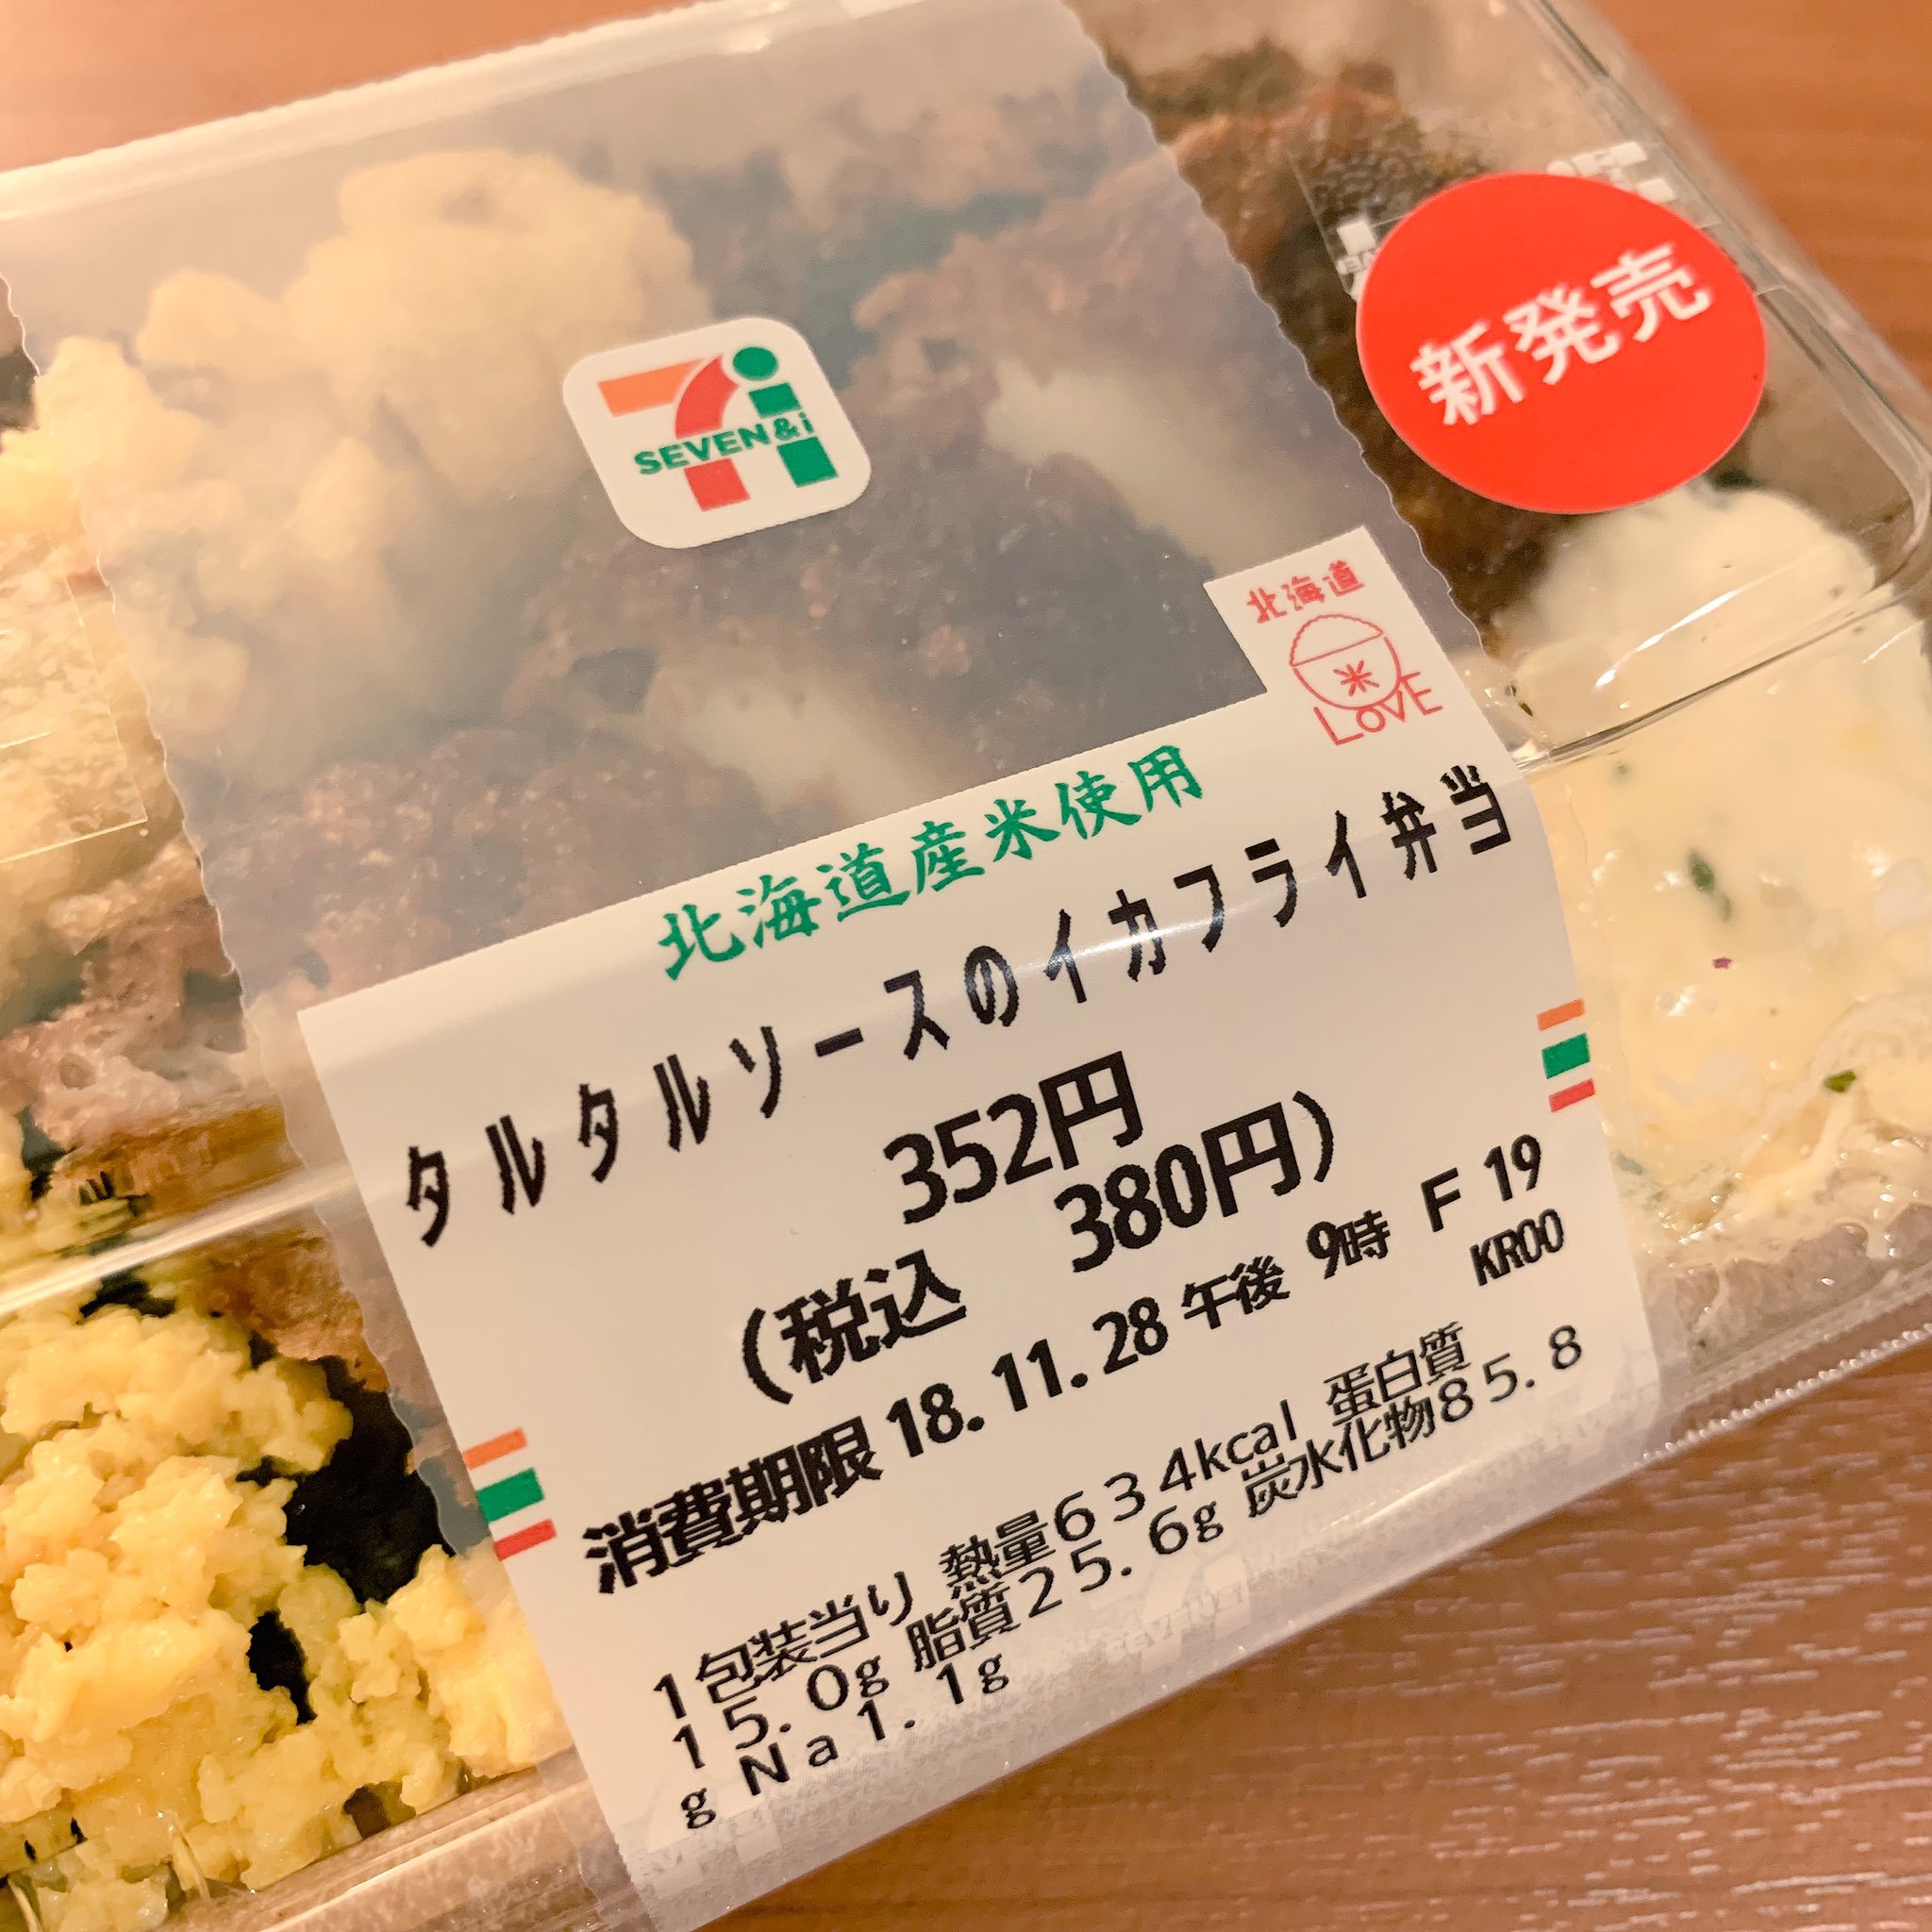 新発売
SEVEN&i
北海道
米
LOVE
北海道産米使用
タルタルソースのイカフライ弁当
352円
(税込 380円)
消費期限 18.11.28 午後 9時 F 19
KR00
1包装当り 熱量634kcal 蛋白質
15.0g 脂質25.6g 炭水化物85.8
g Na1.1g